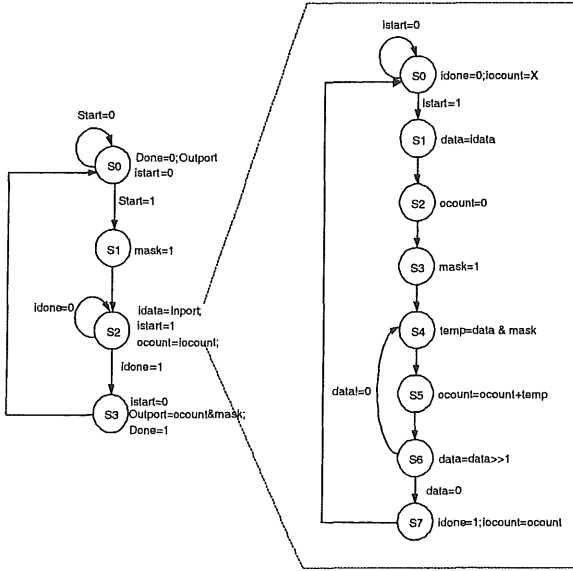 Start=0
S0
Done=0;Outport
istart=0
Start=1
S1
mask=1
idone=0
S2
idata=Inport;
istart=1
ocount=iocount;
idone=1
S3
istart=0
Outport=ocount&mask;
Done=1
istart=0
S0
idone=0;iocount=X
istart=1
S1
data=idata
S2
ocount=0
S3
mask=1
S4
temp=data & mask
data!=0
S5
ocount=ocount+temp
S6
data=data>>1
data=0
S7
idone=1;iocount=ocount